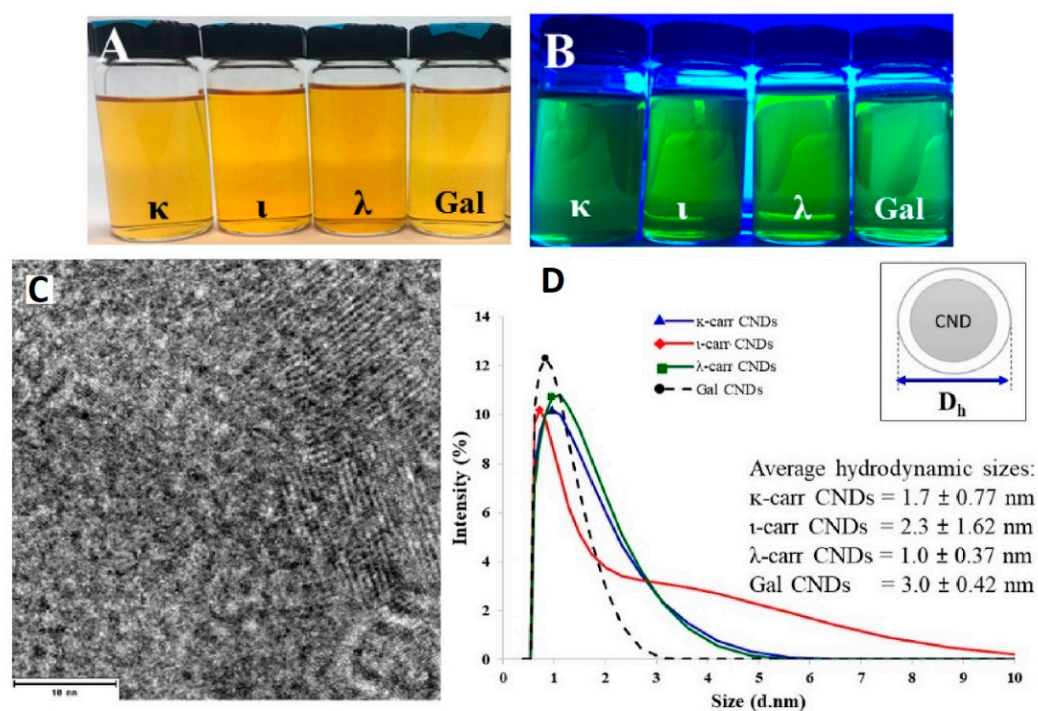 A
κ
ι
λ
Gal
B
κ
ι
λ
Gal
C
10 nm
D
κ-carr CNDs
ι-carr CNDs
λ-carr CNDs
Gal CNDs
CND
Dh
Average hydrodynamic sizes:
κ-carr CNDs = 1.7 ± 0.77 nm
ι-carr CNDs = 2.3 ± 1.62 nm
λ-carr CNDs = 1.0 ± 0.37 nm
Gal CNDs = 3.0 ± 0.42 nm
Intensity (%)
14
12
10
8
6
4
2
0
0 1 2 3 4 5 6 7 8 9 10
Size (d.nm)